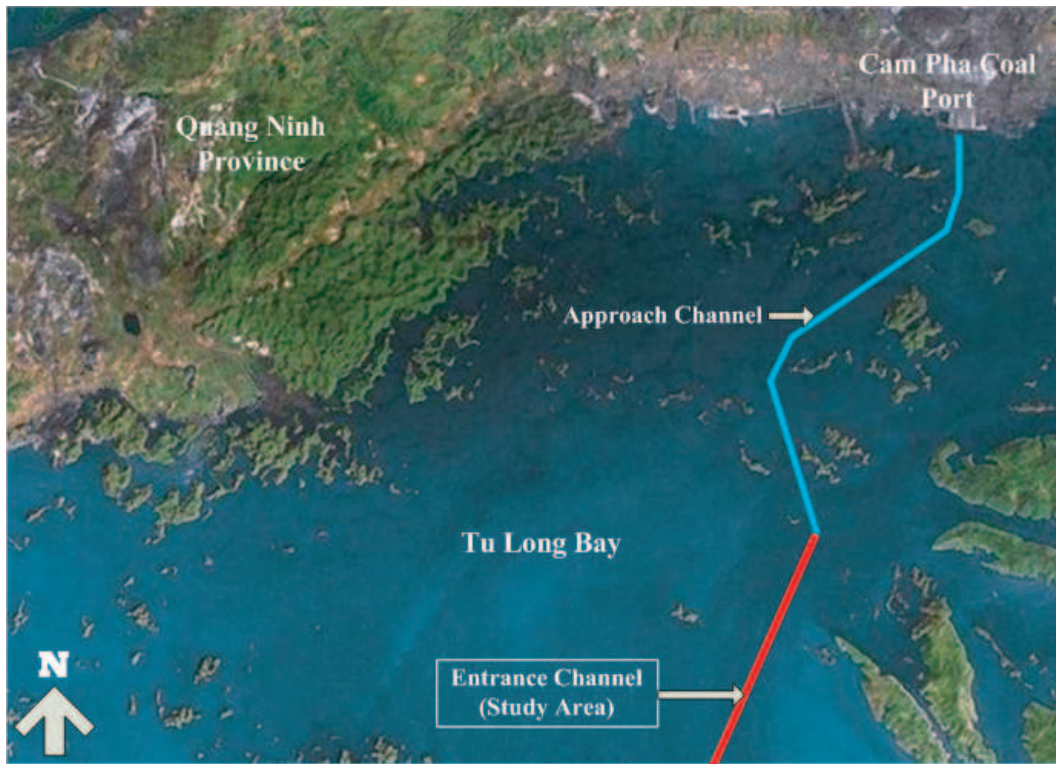 Cam Pha Coal
Port
Quang Ninh
Province
Approach Channel
Tu Long Bay
N
Entrance Channel
(Study Area)